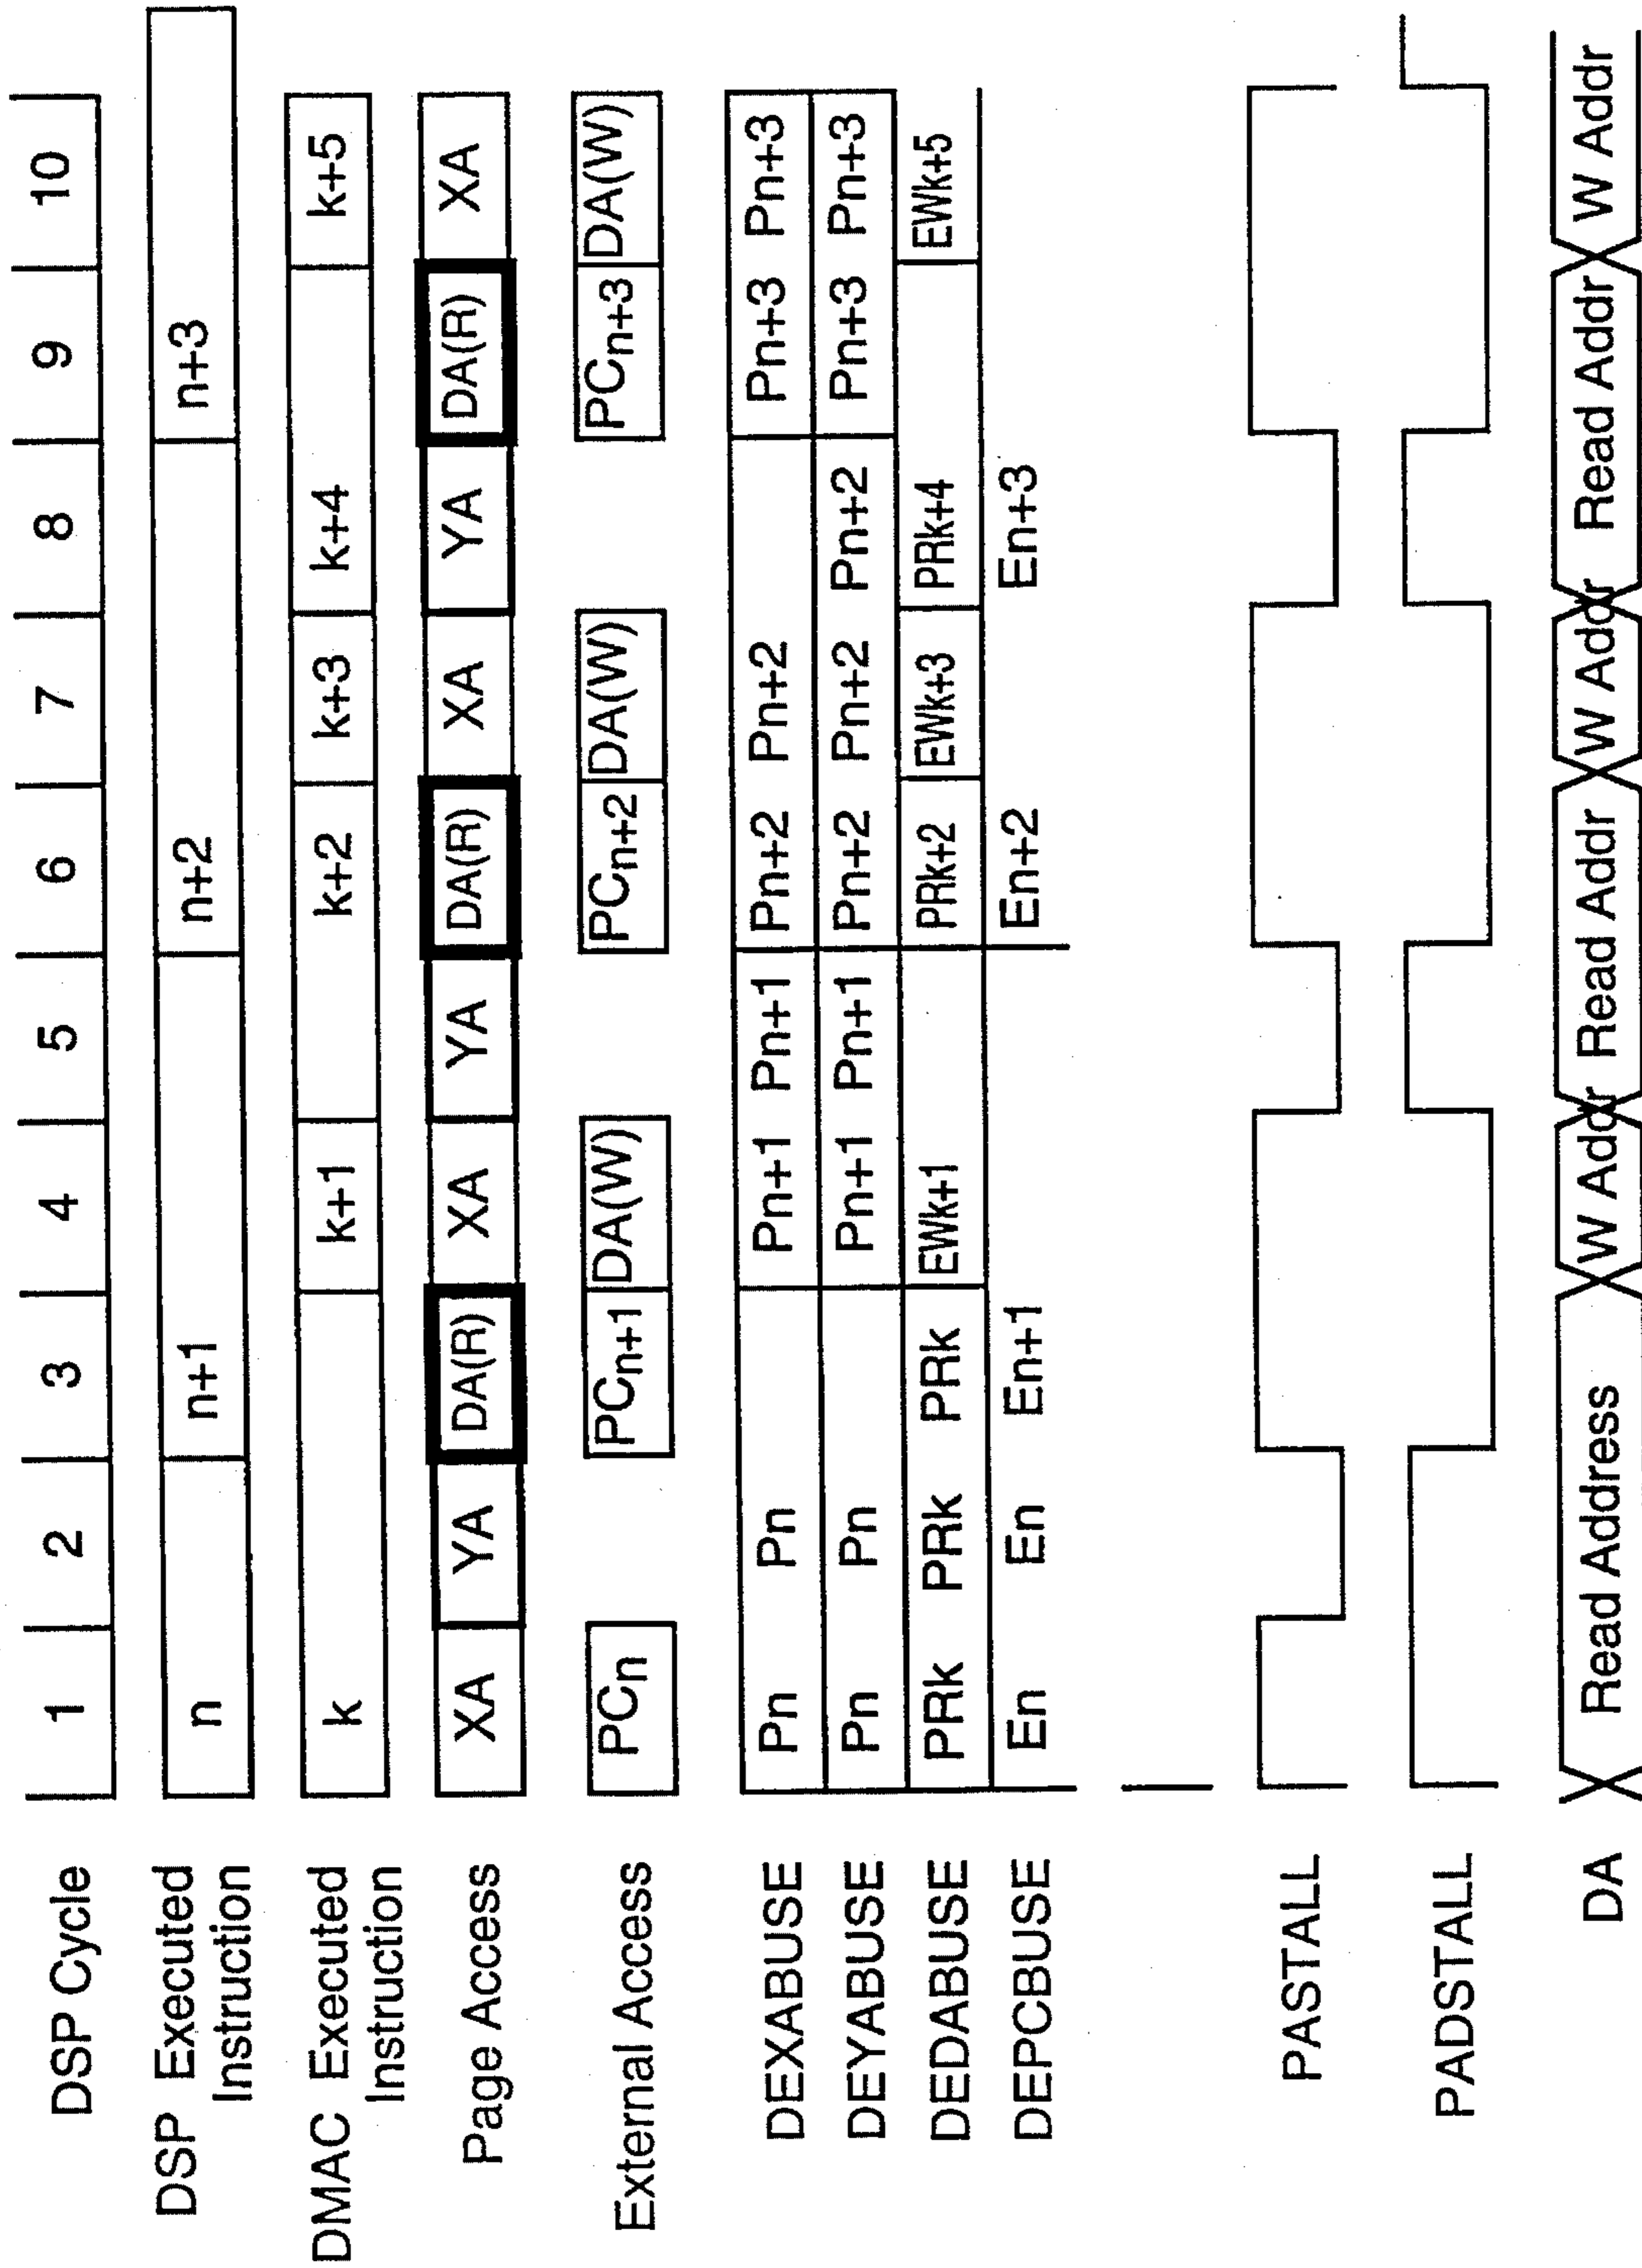 DSP Cycle 1 2 3 4 5 6 7 8 9 10
DSP Executed Instruction n n+1 n+2 n+3
DMAC Executed Instruction k k+1 k+2 k+3 k+4 k+5
Page Access XA YA DA(R) XA YA DA(R) XA YA DA(R) XA
External Access PCn PCn+1 DA(W) PCn+2 DA(W) PCn+3 DA(W)
DEXABUSE Pn Pn Pn+1 Pn+1 Pn+2 Pn+2 Pn+3 Pn+3
DEYABUSE Pn Pn Pn+1 Pn+1 Pn+2 Pn+2 Pn+2 Pn+3 Pn+3
DEDABUSE PRk PRk PRk EWk+1 PRk+2 EWk+3 PRk+4 EWk+5
DEPCBUSE En En En+1 En+2 En+3
PASTALL
PADSTALL
DA Read Address W Addr Read Addr W Addr Read Addr W Addr